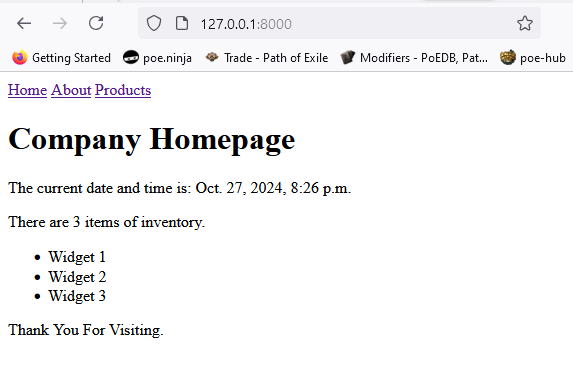 127.0.0.1:8000
Getting Started poe.ninja Trade - Path of Exile Modifiers - PoEDB, Pat... poe-hub
Home About Products
Company Homepage
The current date and time is: Oct. 27, 2024, 8:26 p.m.
There are 3 items of inventory.
• Widget 1
• Widget 2
• Widget 3
Thank You For Visiting.